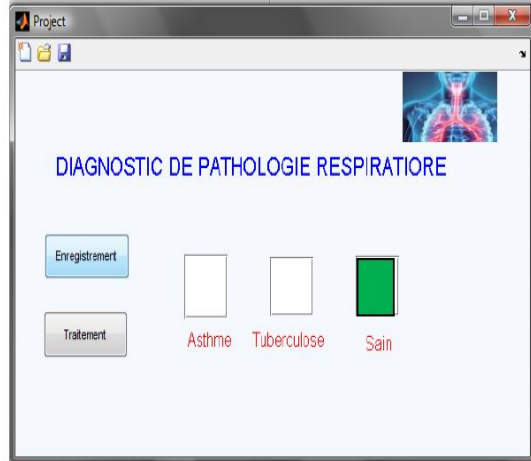 Project
DIAGNOSTIC DE PATHOLOGIE RESPIRATIORE
Enregistrement
Traitement
Asthme Tuberculose Sain